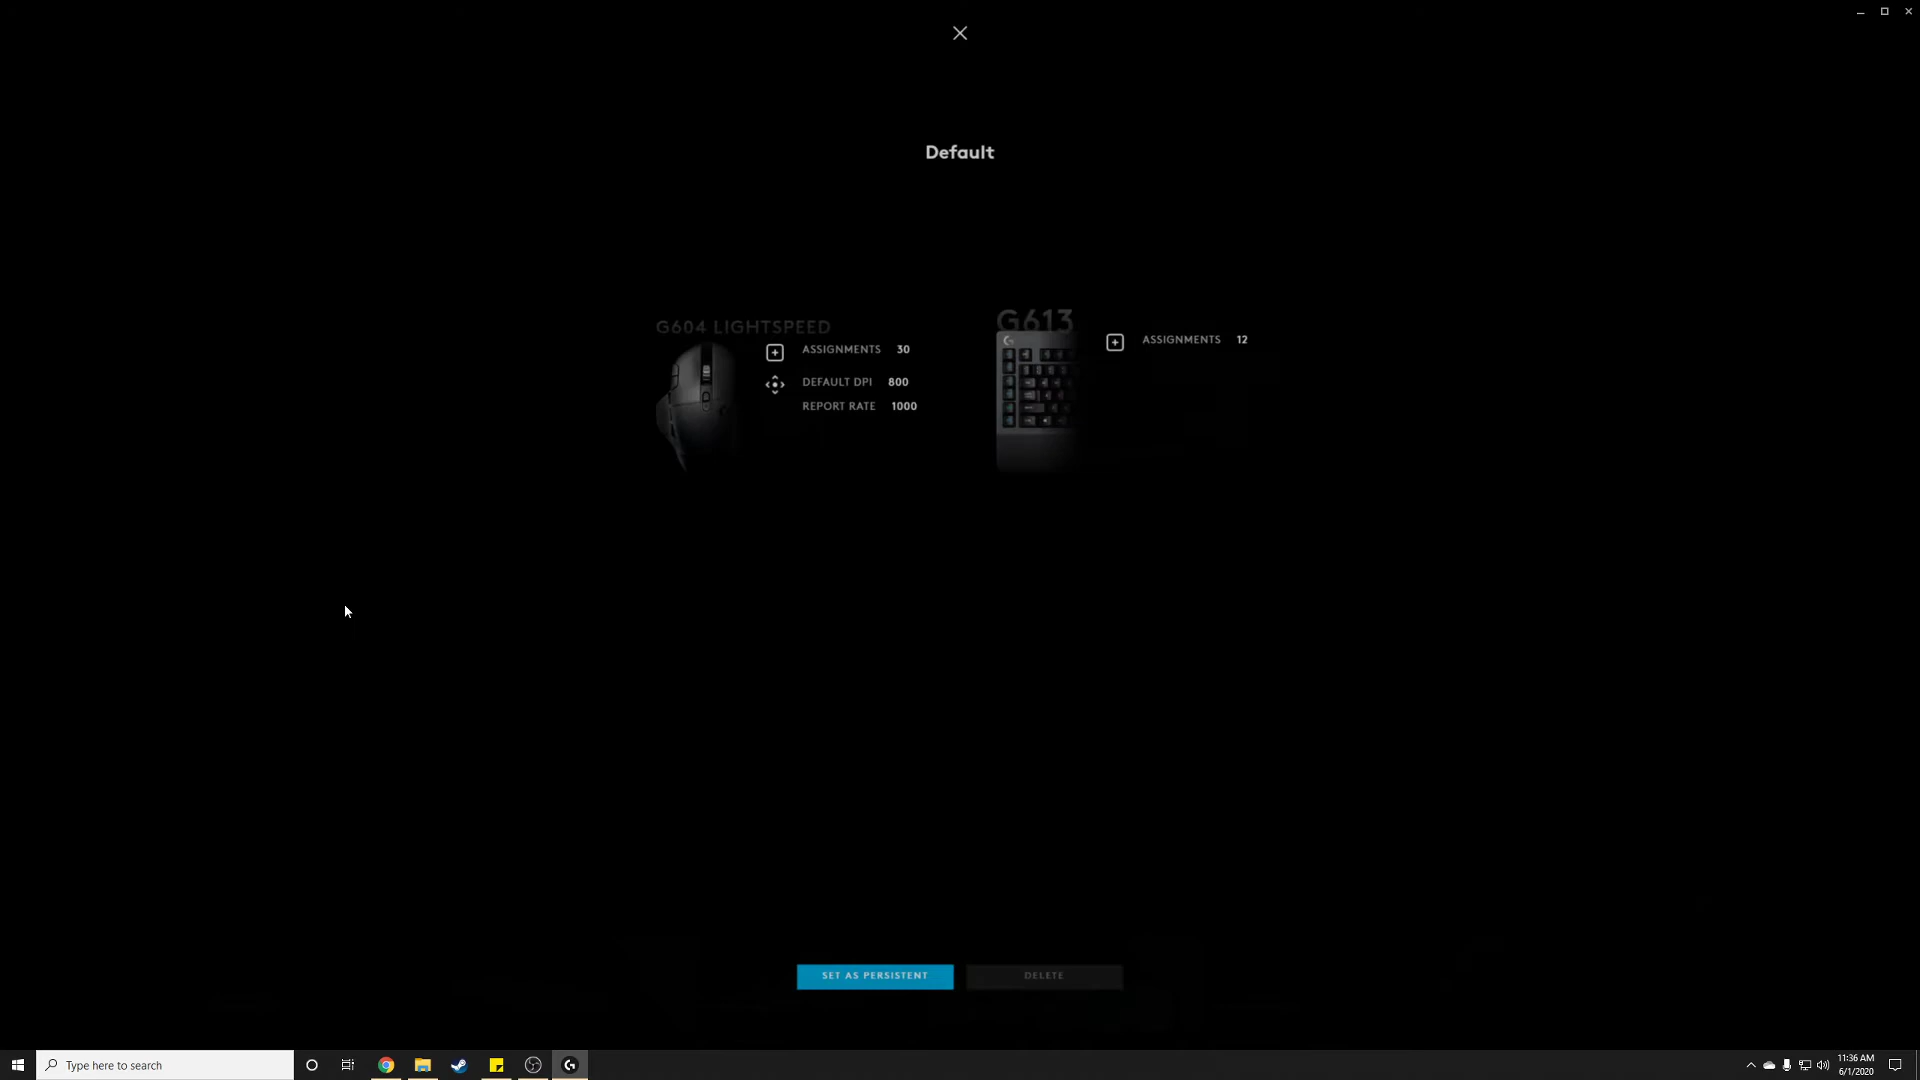 Default
G604 LIGHTSPEED
ASSIGNMENTS 30
DEFAULT DPI 800
REPORT RATE 1000
G613
ASSIGNMENTS 12
SET AS PERSISTENT
DELETE
Type here to search
11:36 AM
6/1/2020